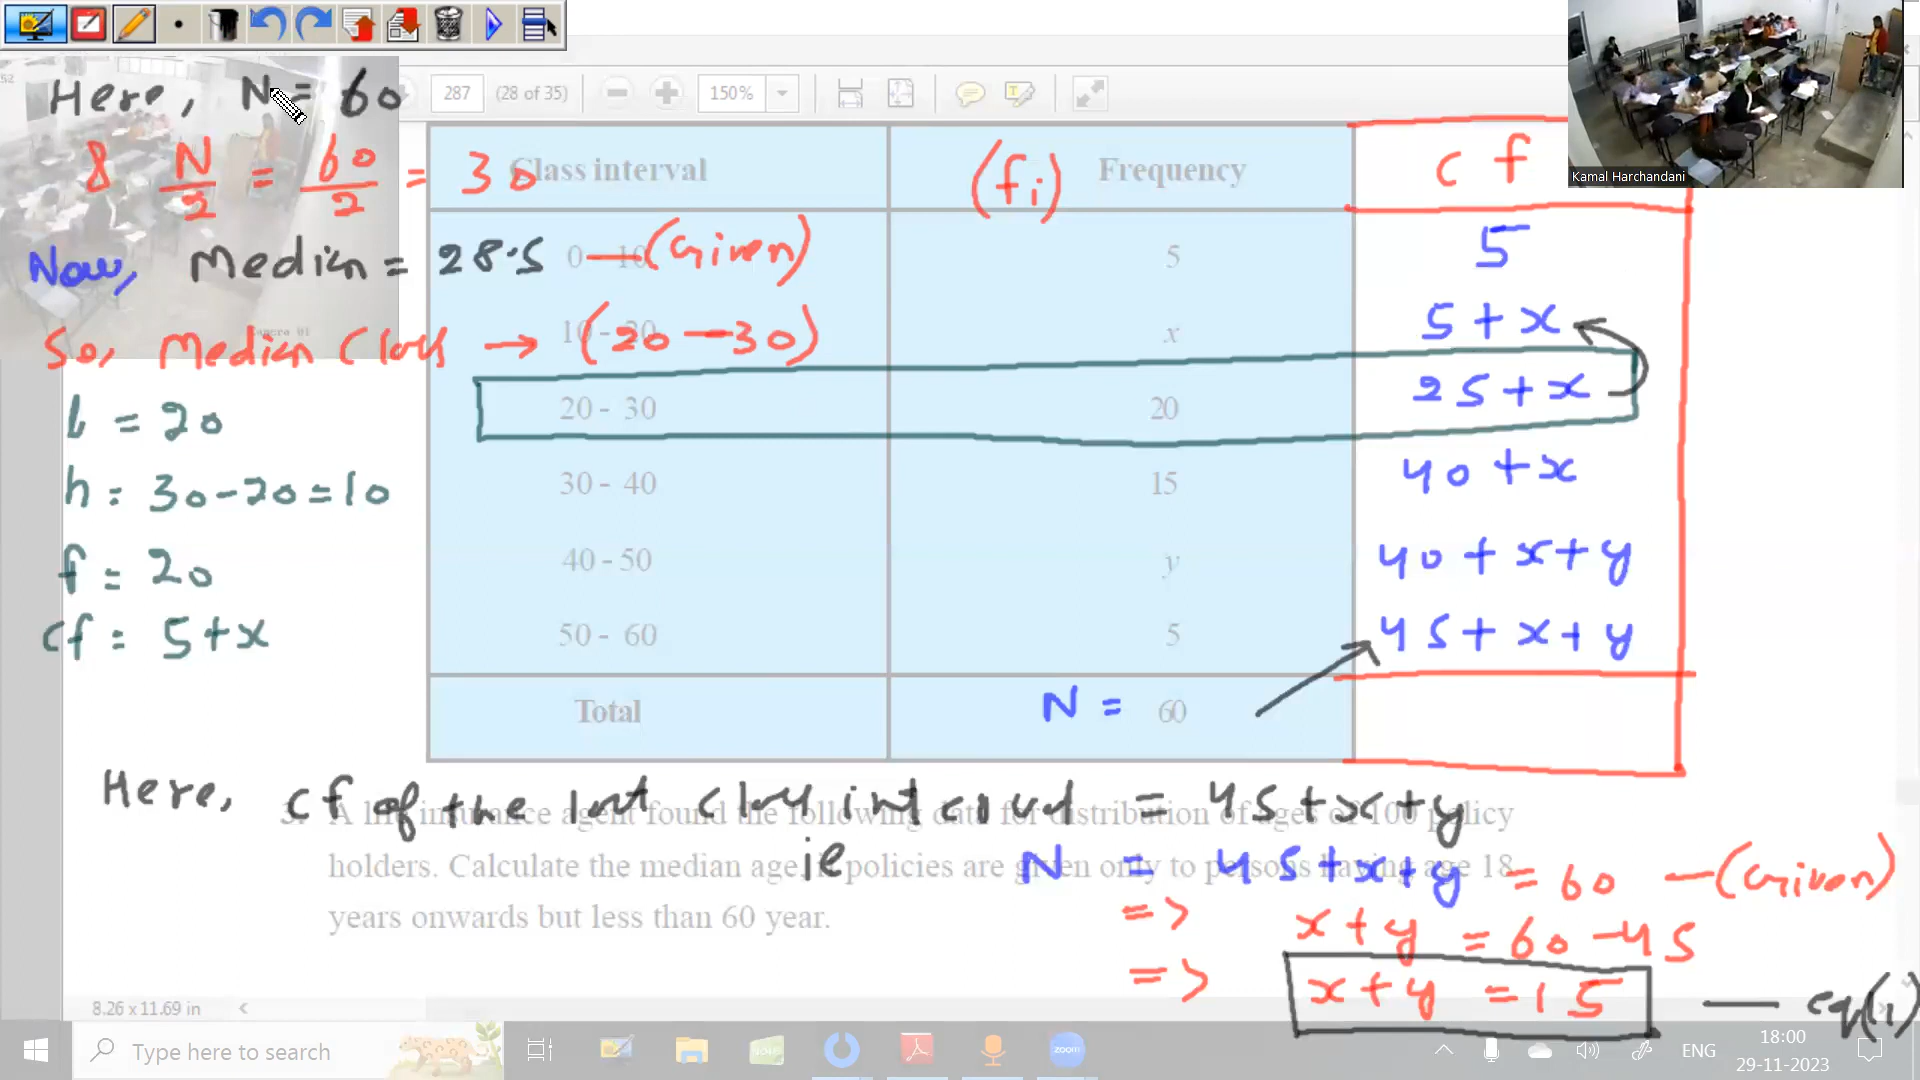 Here, N = 60
287 (28 of 35) 150%
8 N/2 = 60/2 = 30
Class interval (fi) Frequency cf
Kamal Harchandani
Now, Median = 28.5 — (Given)
0 - 10 5 5
So, Median Class → (20 — 30)
10 - 20 x 5 + x
20 - 30 20 25 + x
l = 20
30 - 40 15 40 + x
h = 30 - 20 = 10
40 - 50 y 40 + x + y
f = 20
50 - 60 5 45 + x + y
cf = 5 + x
Total N = 60
Here, cf of the last class interval = 45 + x + y
3. A life insurance agent found the following data for distribution of ages of 100 policy
ie N = 45 + x + y = 60 — (Given)
holders. Calculate the median age if policies are given only to persons having age 18
=> x + y = 60 - 45
years onwards but less than 60 year.
=> x + y = 15 — eq(1)
8.26 x 11.69 in
Type here to search
zoom
ENG
18:00
29-11-2023